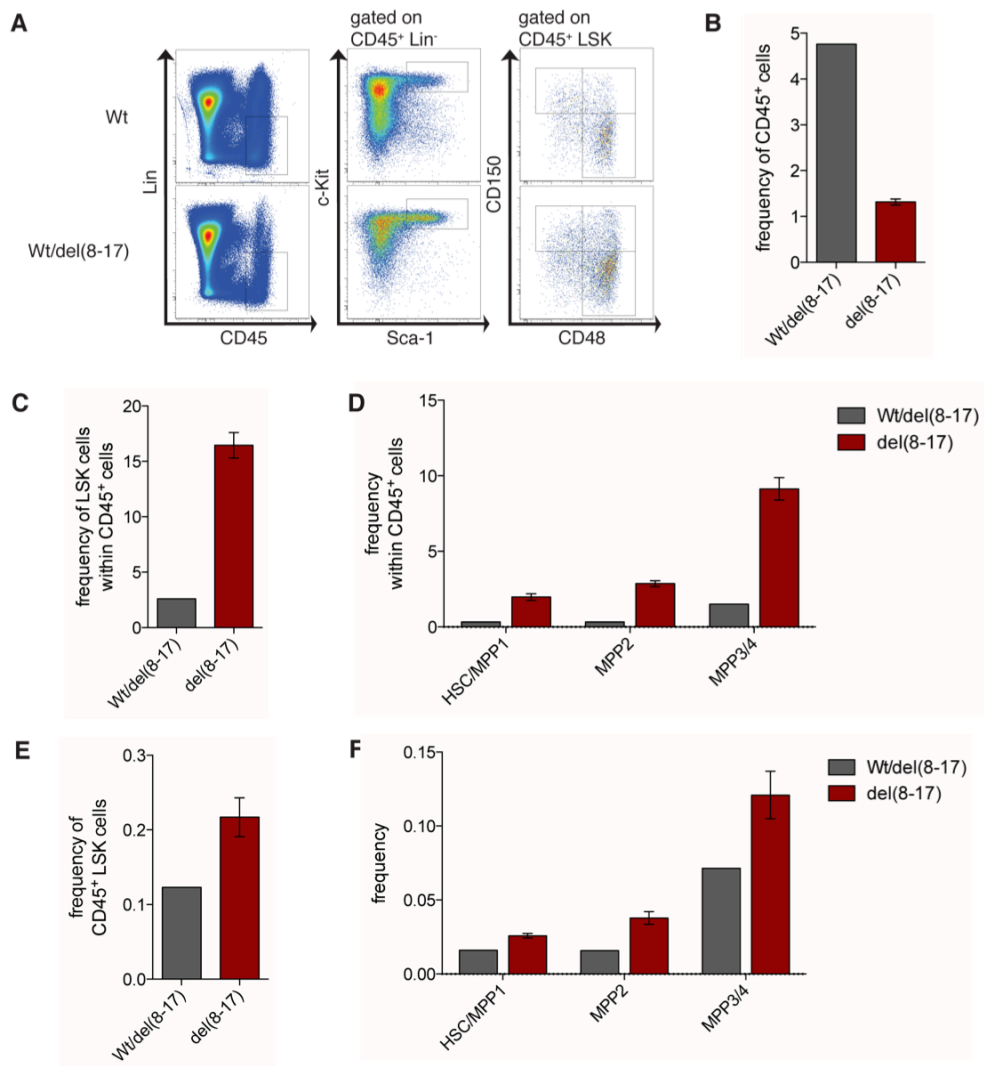 A
gated on
CD45+ Lin-
gated on
CD45+ LSK
Wt
Wt/del(8-17)
Lin
c-Kit
CD150
CD45
Sca-1
CD48
B
frequency of CD45+ cells
5
4
3
2
1
0
Wt/del(8-17)
del(8-17)
C
frequency of LSK cells
within CD45+ cells
20
15
10
5
0
Wt/del(8-17)
del(8-17)
D
frequency
within CD45+ cells
15
10
5
0
HSC/MPP1
MPP2
MPP3/4
Wt/del(8-17)
del(8-17)
E
frequency of
CD45+ LSK cells
0.3
0.2
0.1
0.0
Wt/del(8-17)
del(8-17)
F
frequency
0.15
0.10
0.05
0.00
HSC/MPP1
MPP2
MPP3/4
Wt/del(8-17)
del(8-17)